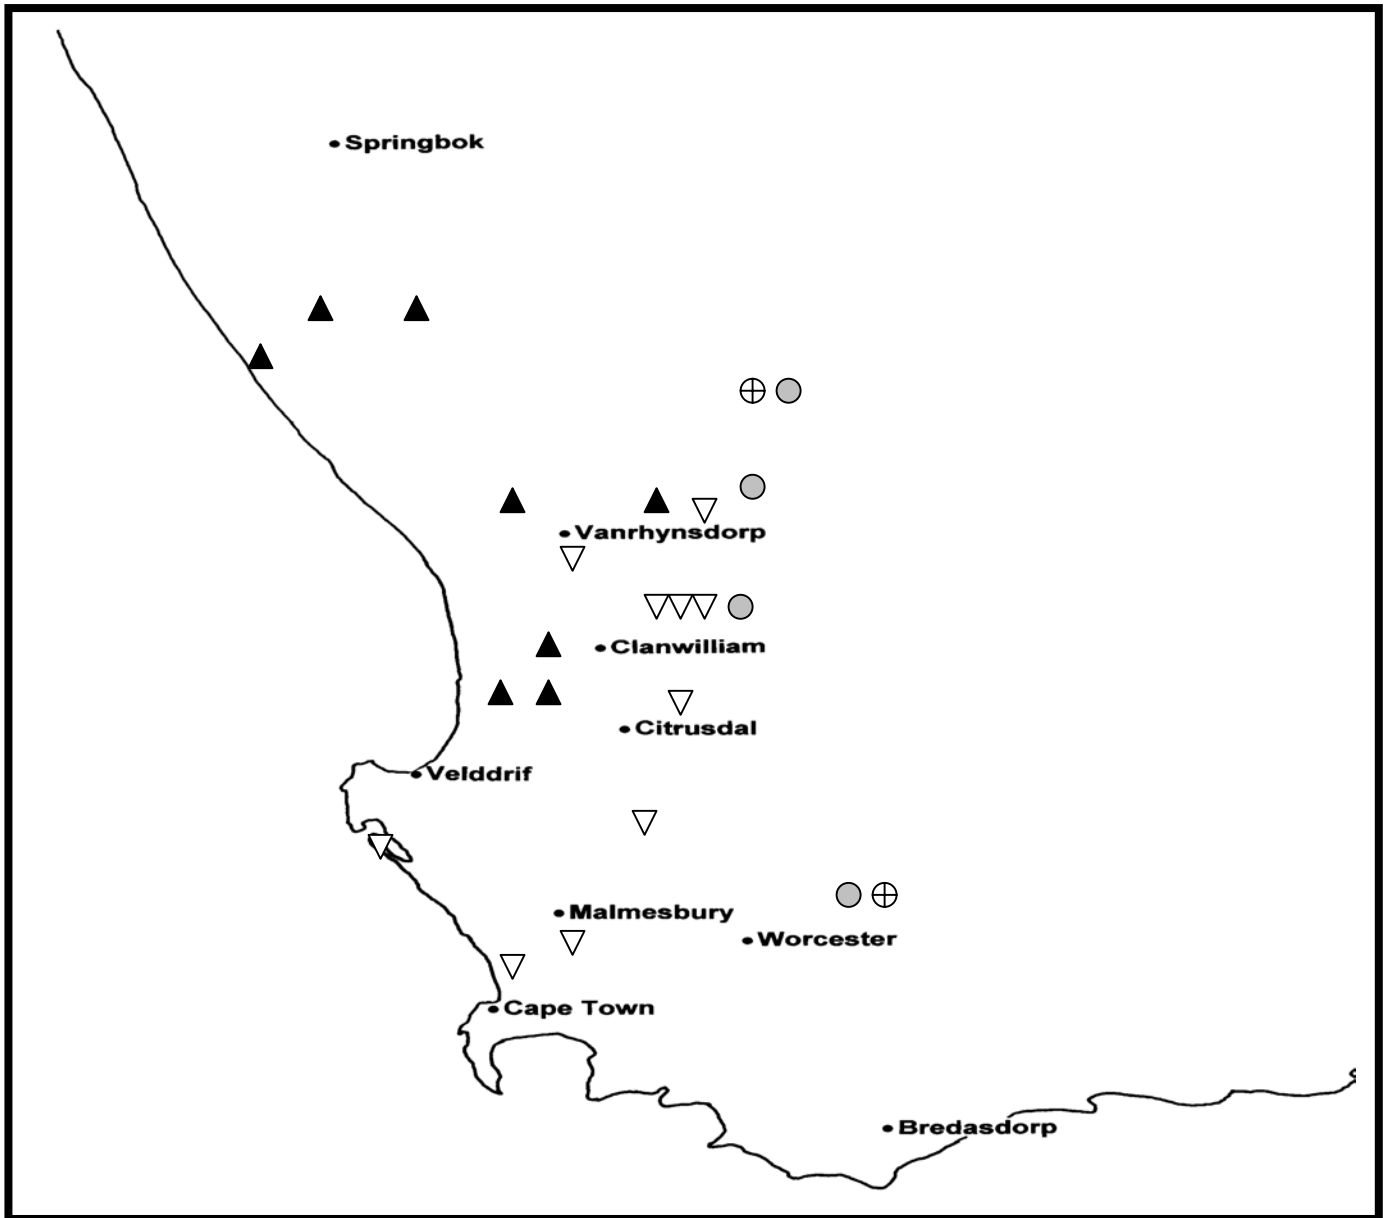 Springbok
Vanrhynsdorp
Clanwilliam
Citrusdal
Velddrif
Malmesbury
Worcester
Cape Town
Bredasdorp